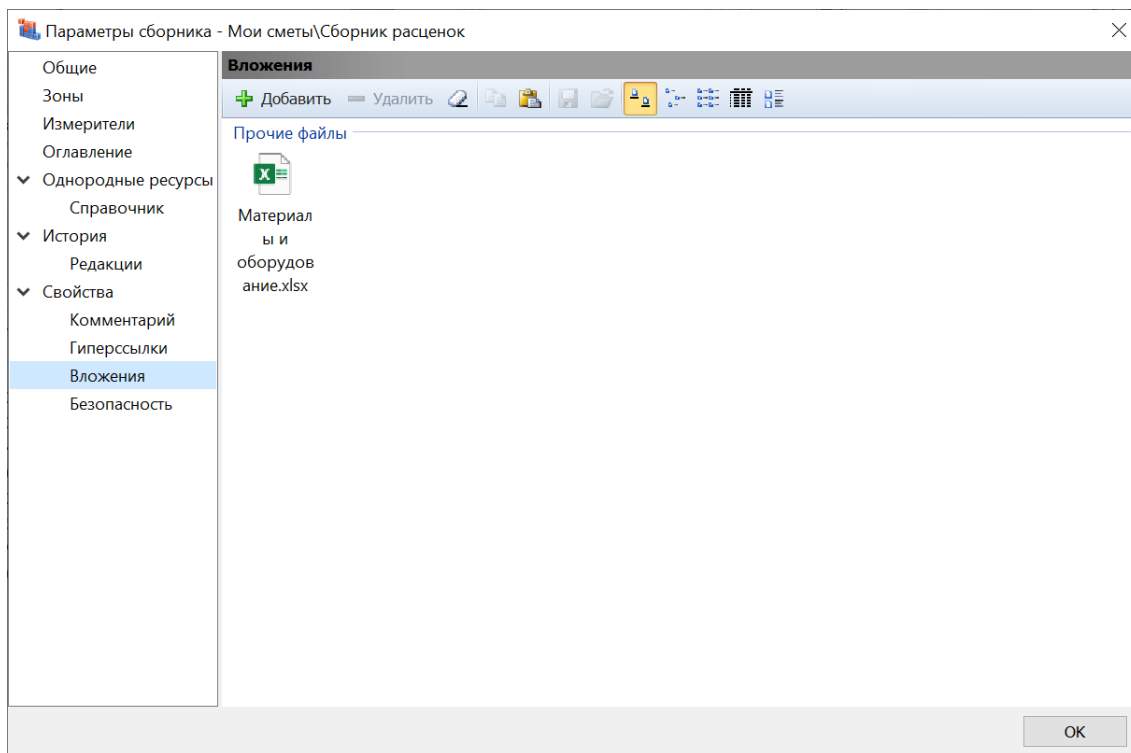 Параметры сборника - Мои сметы\Сборник расценок
Общие
Зоны
Измерители
Оглавление
Однородные ресурсы
Справочник
История
Редакции
Свойства
Комментарий
Гиперссылки
Вложения
Безопасность
Вложения
Добавить Удалить
Прочие файлы
Материал
ы и
оборудов
ание.xlsx
ОК